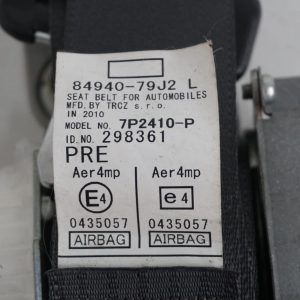 84940-79J2 L
SEAT BELT FOR AUTOMOBILES
MFD. BY TRCZ s.r.o.
IN 2010
MODEL NO. 7P2410-P
ID.NO. 298361
PRE
Aer4mp Aer4mp
E4 e4
0435057 0435057
AIRBAG AIRBAG